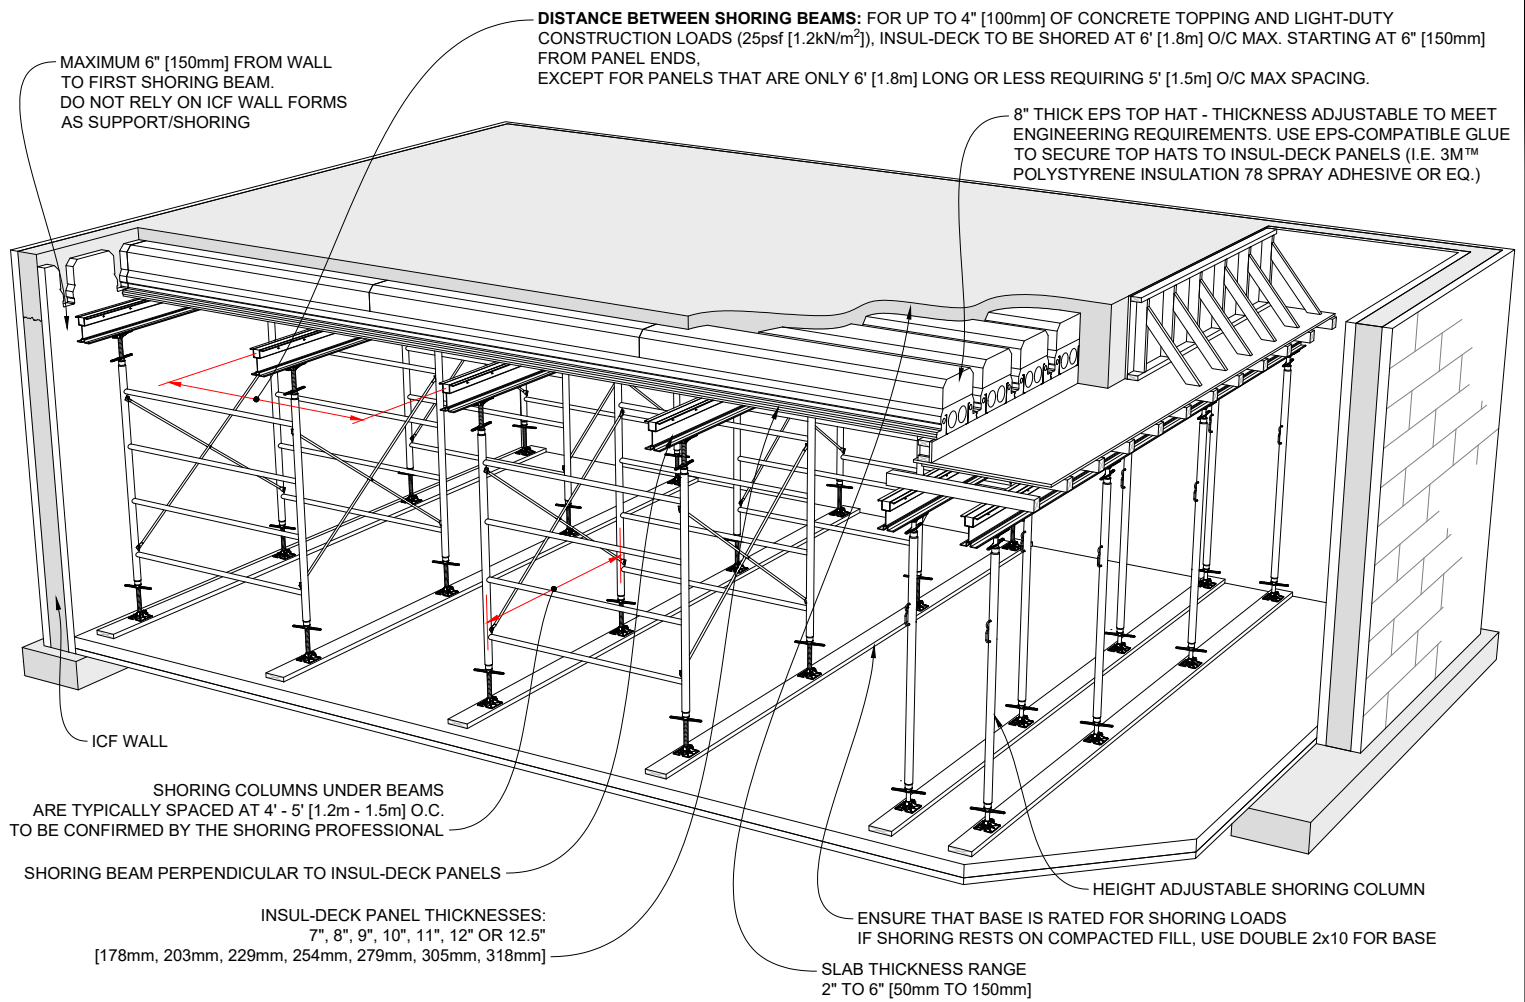 DISTANCE BETWEEN SHORING BEAMS: FOR UP TO 4" [100mm] OF CONCRETE TOPPING AND LIGHT-DUTY
CONSTRUCTION LOADS (25psf [1.2kN/m²]), INSUL-DECK TO BE SHORED AT 6' [1.8m] O/C MAX. STARTING AT 6" [150mm]
FROM PANEL ENDS,
EXCEPT FOR PANELS THAT ARE ONLY 6' [1.8m] LONG OR LESS REQUIRING 5' [1.5m] O/C MAX SPACING.
MAXIMUM 6" [150mm] FROM WALL
TO FIRST SHORING BEAM.
DO NOT RELY ON ICF WALL FORMS
AS SUPPORT/SHORING
8" THICK EPS TOP HAT - THICKNESS ADJUSTABLE TO MEET
ENGINEERING REQUIREMENTS. USE EPS-COMPATIBLE GLUE
TO SECURE TOP HATS TO INSUL-DECK PANELS (I.E. 3M™
POLYSTYRENE INSULATION 78 SPRAY ADHESIVE OR EQ.)
ICF WALL
SHORING COLUMNS UNDER BEAMS
ARE TYPICALLY SPACED AT 4' - 5' [1.2m - 1.5m] O.C.
TO BE CONFIRMED BY THE SHORING PROFESSIONAL
SHORING BEAM PERPENDICULAR TO INSUL-DECK PANELS
INSUL-DECK PANEL THICKNESSES:
7", 8", 9", 10", 11", 12" OR 12.5"
[178mm, 203mm, 229mm, 254mm, 279mm, 305mm, 318mm]
HEIGHT ADJUSTABLE SHORING COLUMN
ENSURE THAT BASE IS RATED FOR SHORING LOADS
IF SHORING RESTS ON COMPACTED FILL, USE DOUBLE 2x10 FOR BASE
SLAB THICKNESS RANGE
2" TO 6" [50mm TO 150mm]